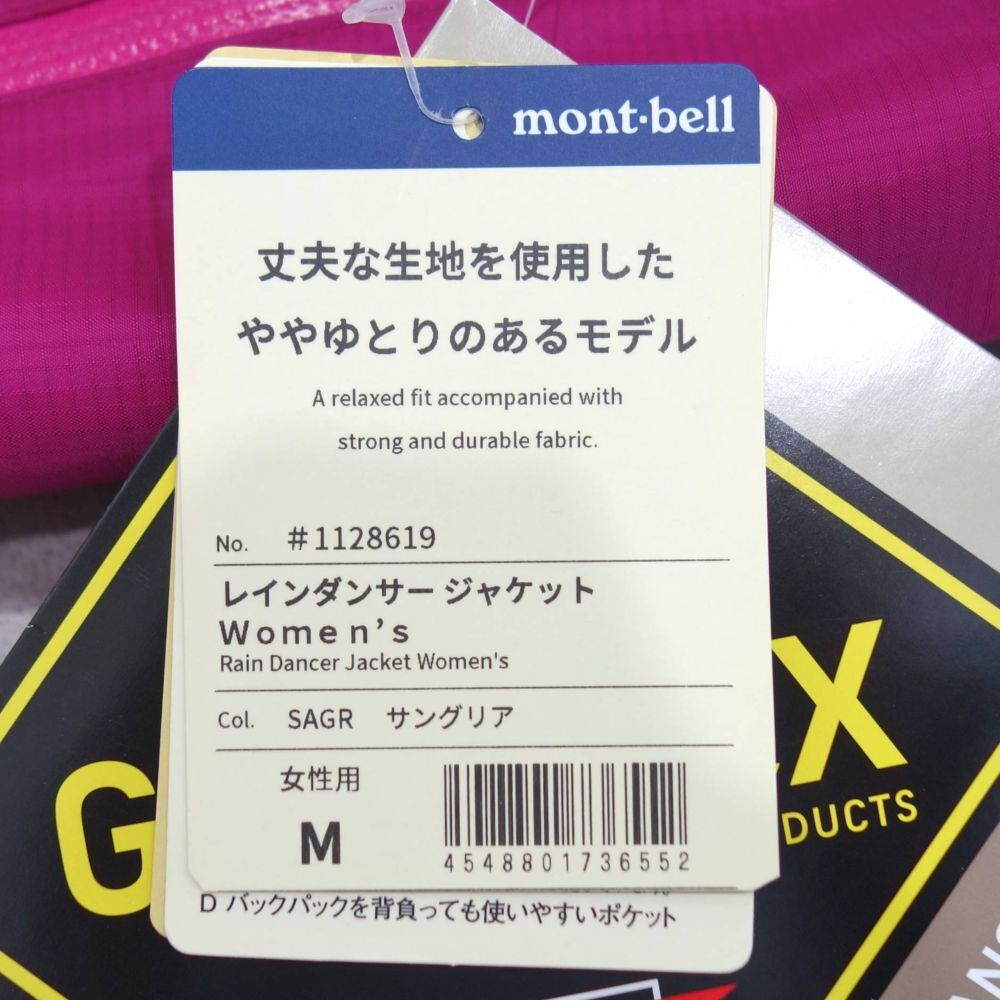 mont·bell
丈夫な生地を使用した
ややゆとりのあるモデル
A relaxed fit accompanied with
strong and durable fabric.
No. #1128619
レインダンサー ジャケット
Women's
Rain Dancer Jacket Women's
Col. SAGR サングリア
女性用
M
4548801736552
D バックパックを背負っても使いやすいポケット
G
X
DUCTS